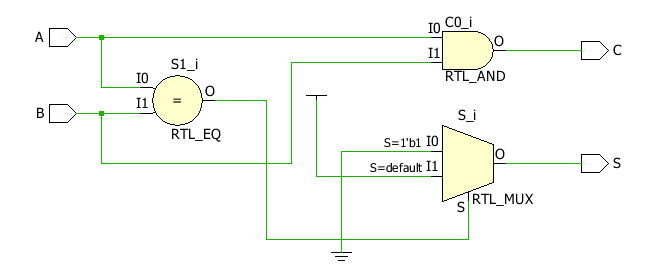 A
B
S1_i
I0
I1
=
O
RTL_EQ
C0_i
I0
I1
O
RTL_AND
C
S_i
S=1'b1 I0
S=default I1
O
S
RTL_MUX
S